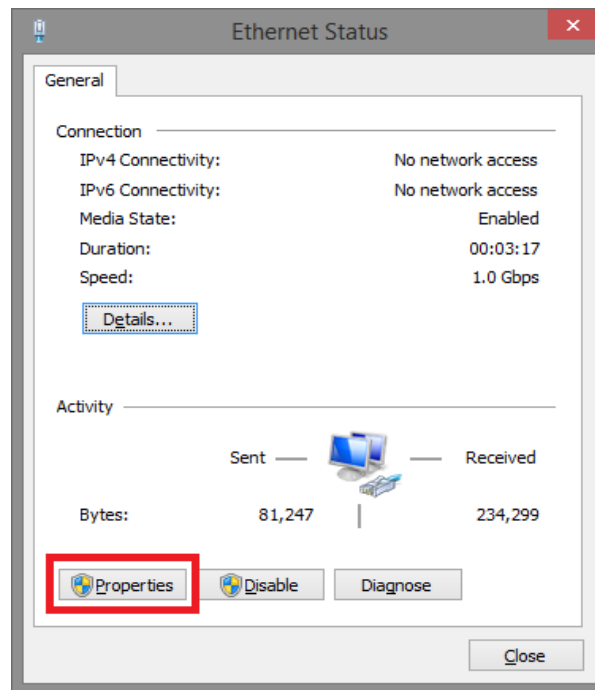 Ethernet Status
General
Connection
IPv4 Connectivity: No network access
IPv6 Connectivity: No network access
Media State: Enabled
Duration: 00:03:17
Speed: 1.0 Gbps
Details...
Activity
Sent Received
Bytes: 81,247 234,299
Properties Disable Diagnose
Close